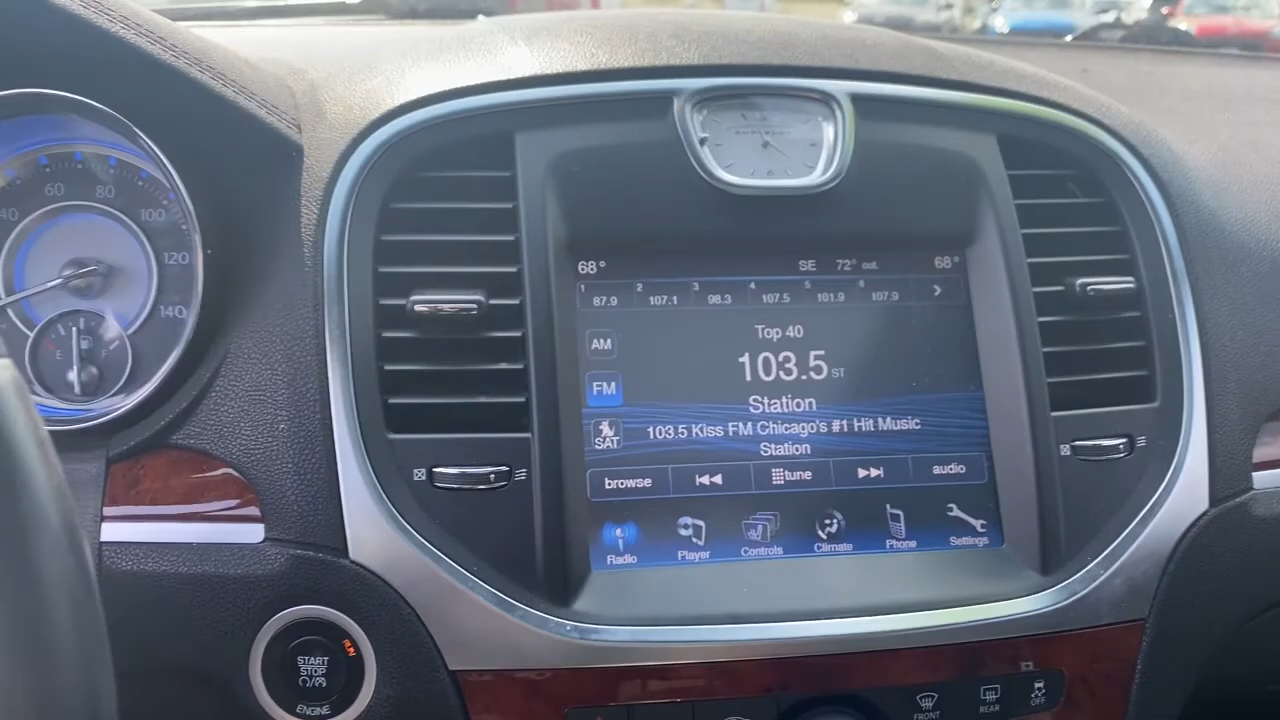 40 60 80 100 120 140
E F
68° SE 72° out. 68°
1 2 3 4 5 6
87.9 107.1 98.3 107.5 101.9 107.9
AM
FM
SAT
Top 40
103.5 ST
Station
103.5 Kiss FM Chicago's #1 Hit Music
Station
browse tune audio
Radio Player Controls Climate Phone Settings
RUN
START
STOP
ENGINE
FRONT REAR OFF